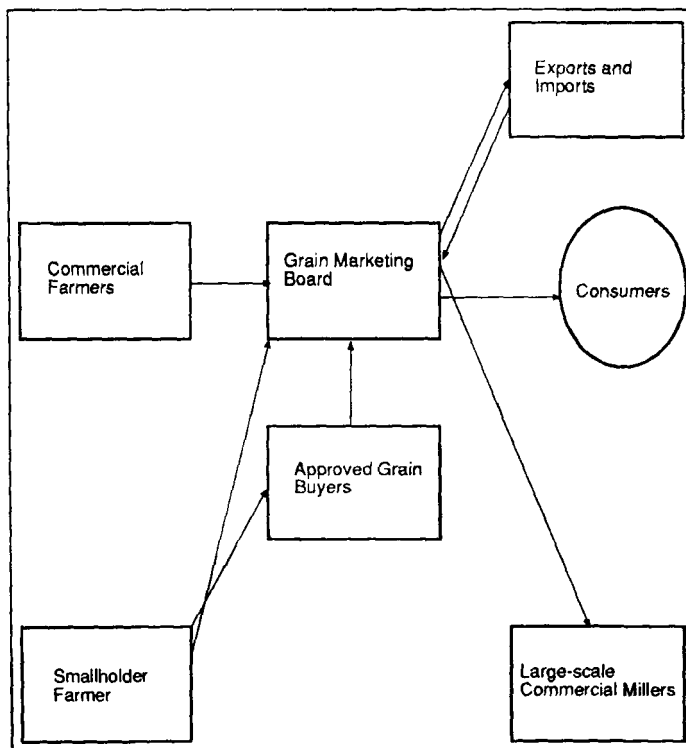 Exports and
Imports
Commercial
Farmers
Grain Marketing
Board
Consumers
Approved Grain
Buyers
Smallholder
Farmer
Large-scale
Commercial Millers